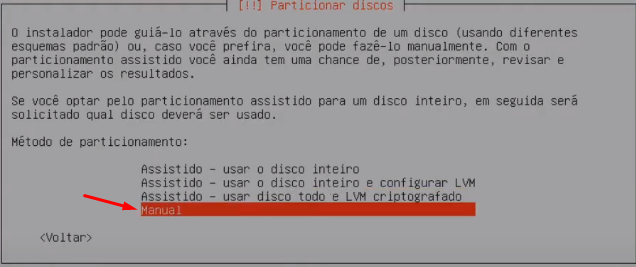 [!!] Particionar discos
O instalador pode guiá-lo através do particionamento de um disco (usando diferentes
esquemas padrão) ou, caso você prefira, você pode fazê-lo manualmente. Com o
particionamento assistido você ainda tem uma chance de, posteriormente, revisar e
personalizar os resultados.
Se você optar pelo particionamento assistido para um disco inteiro, em seguida será
solicitado qual disco deverá ser usado.
Método de particionamento:
Assistido - usar o disco inteiro
Assistido - usar o disco inteiro e configurar LVM
Assistido - usar disco todo e LVM criptografado
Manual
<Voltar>